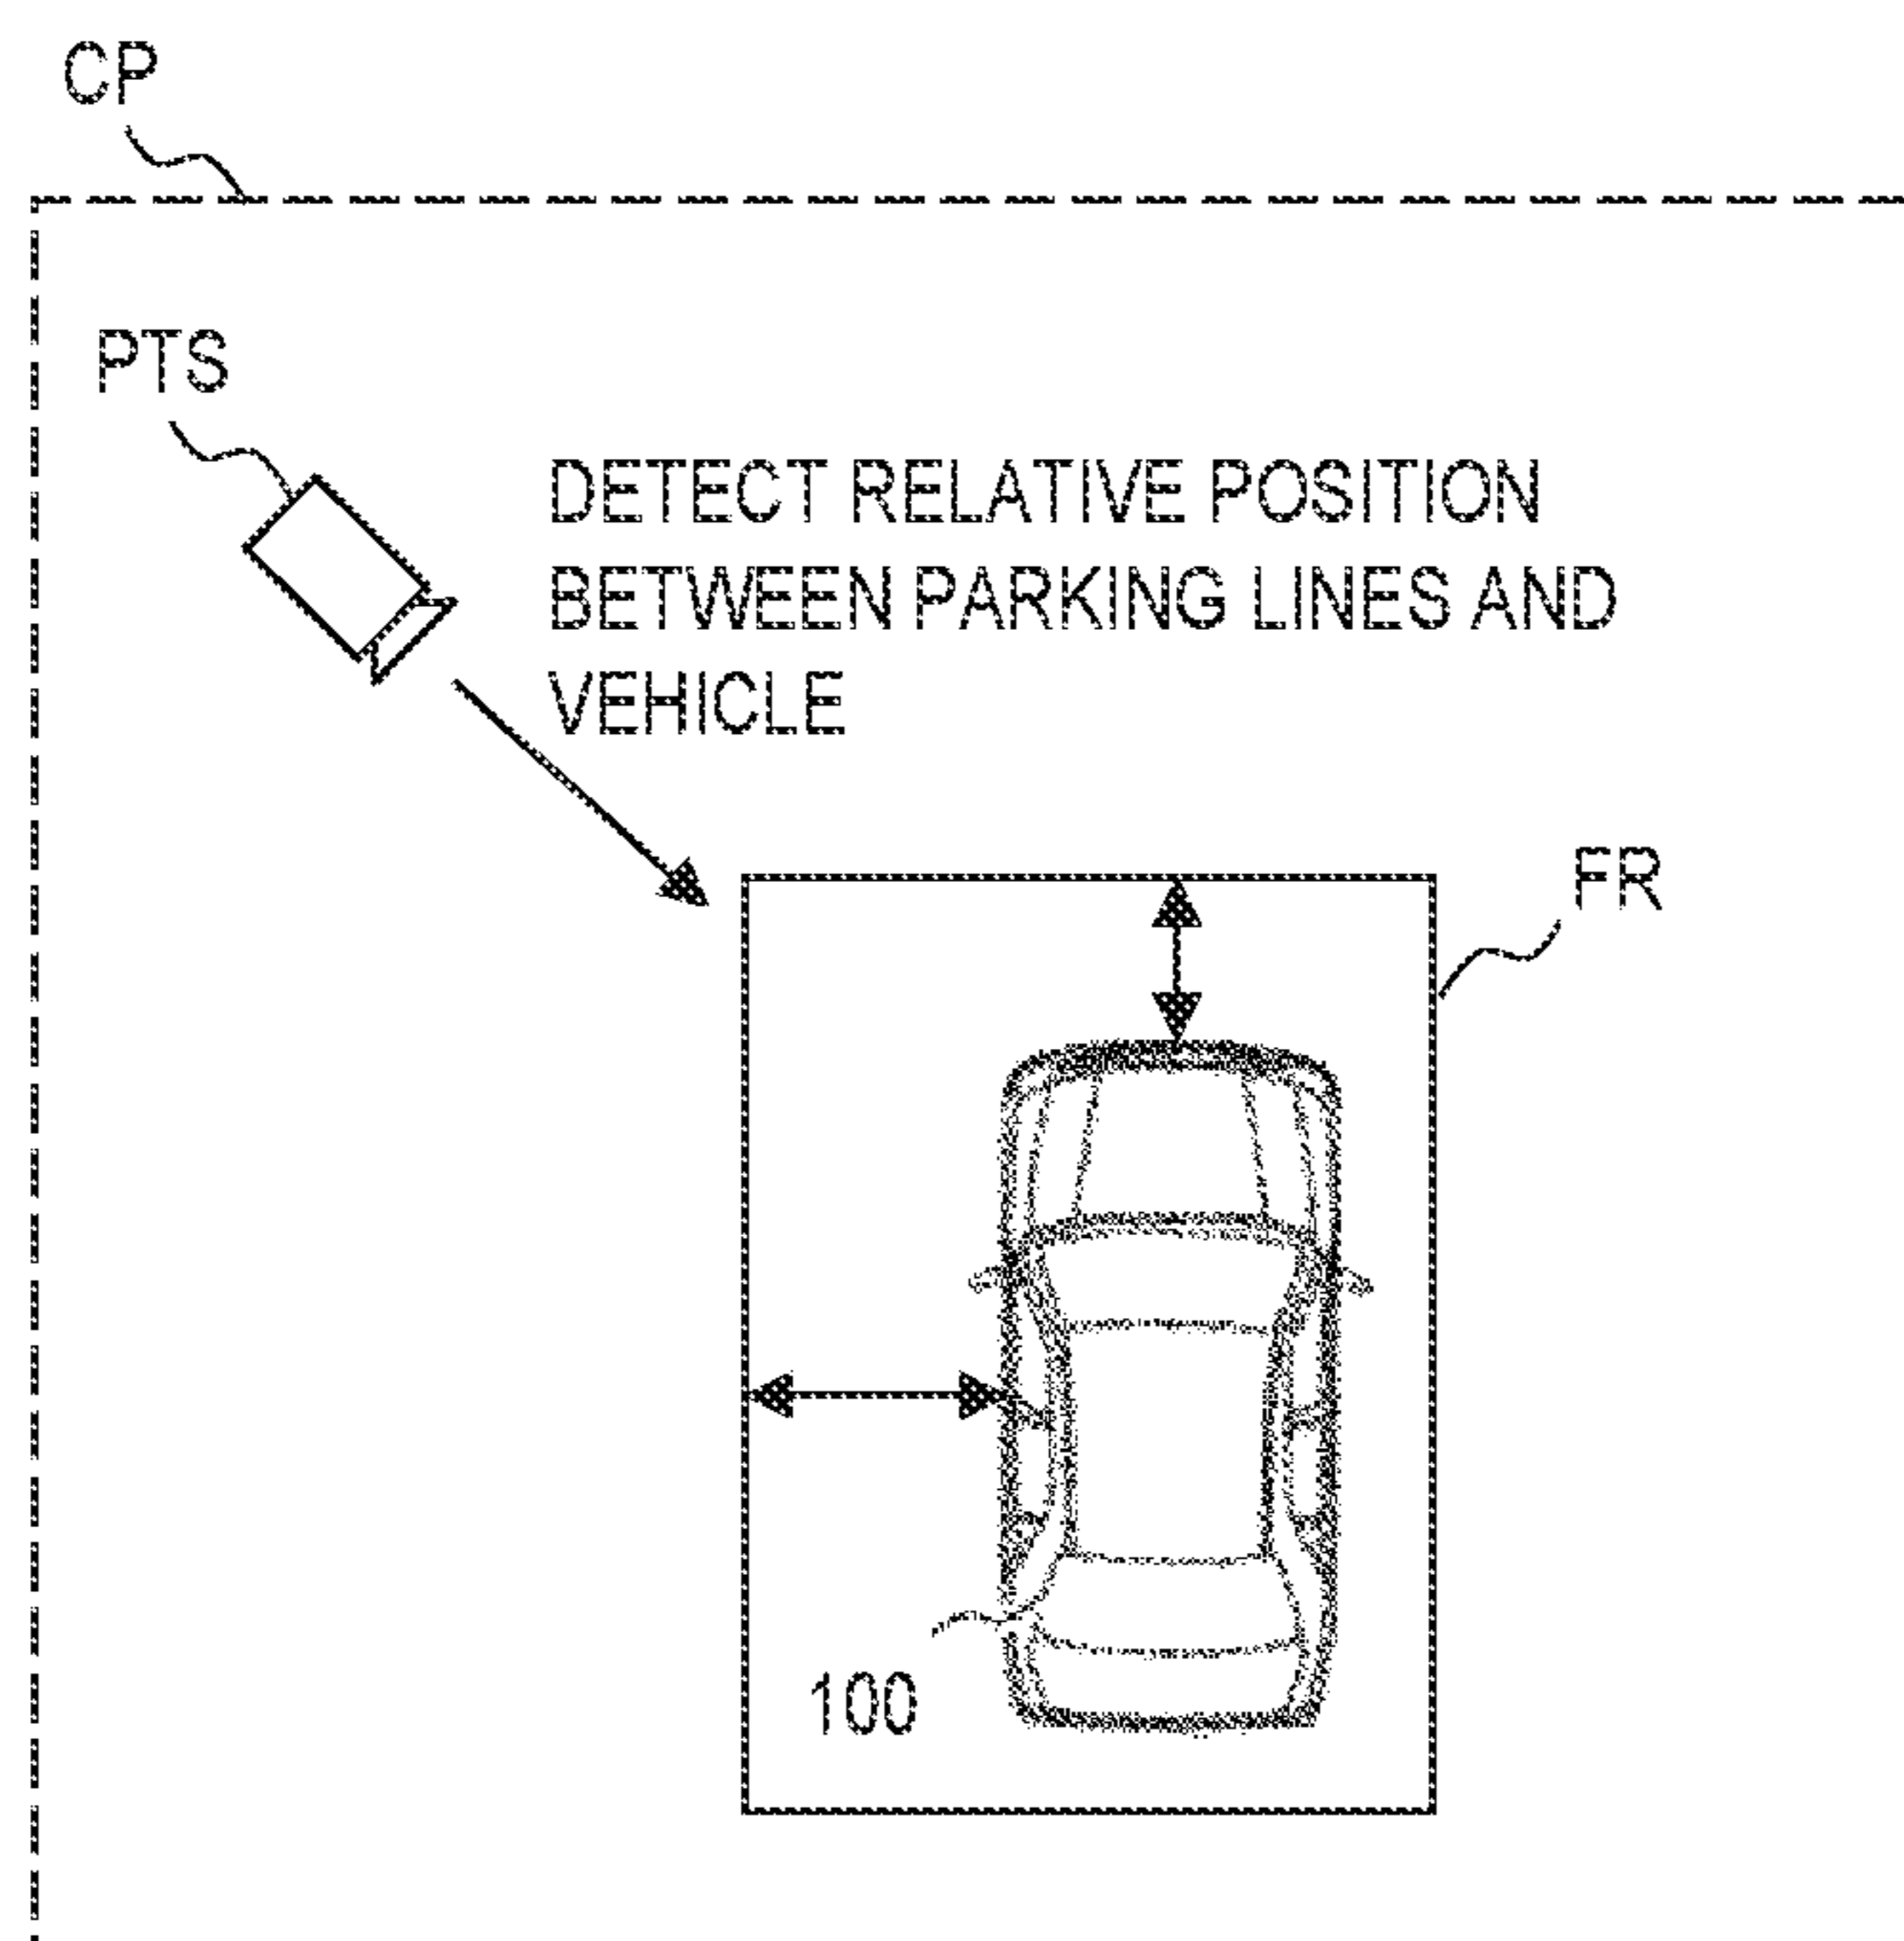 CP
PTS
DETECT RELATIVE POSITION
BETWEEN PARKING LINES AND
VEHICLE
FR
100